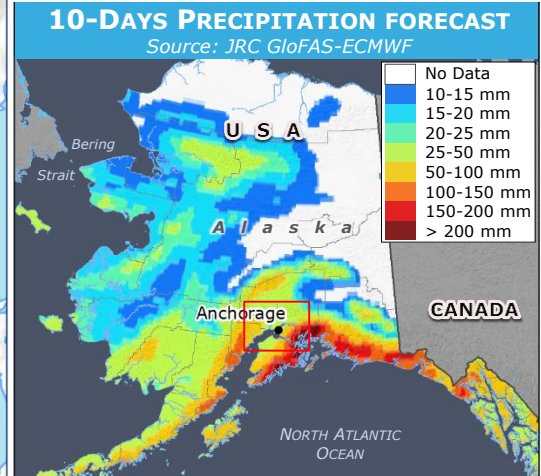 10-DAYS PRECIPITATION FORECAST
Source: JRC GloFAS-ECMWF
No Data
10-15 mm
15-20 mm
20-25 mm
25-50 mm
50-100 mm
100-150 mm
150-200 mm
> 200 mm
USA
Bering
Strait
Alaska
Anchorage
CANADA
NORTH ATLANTIC
OCEAN